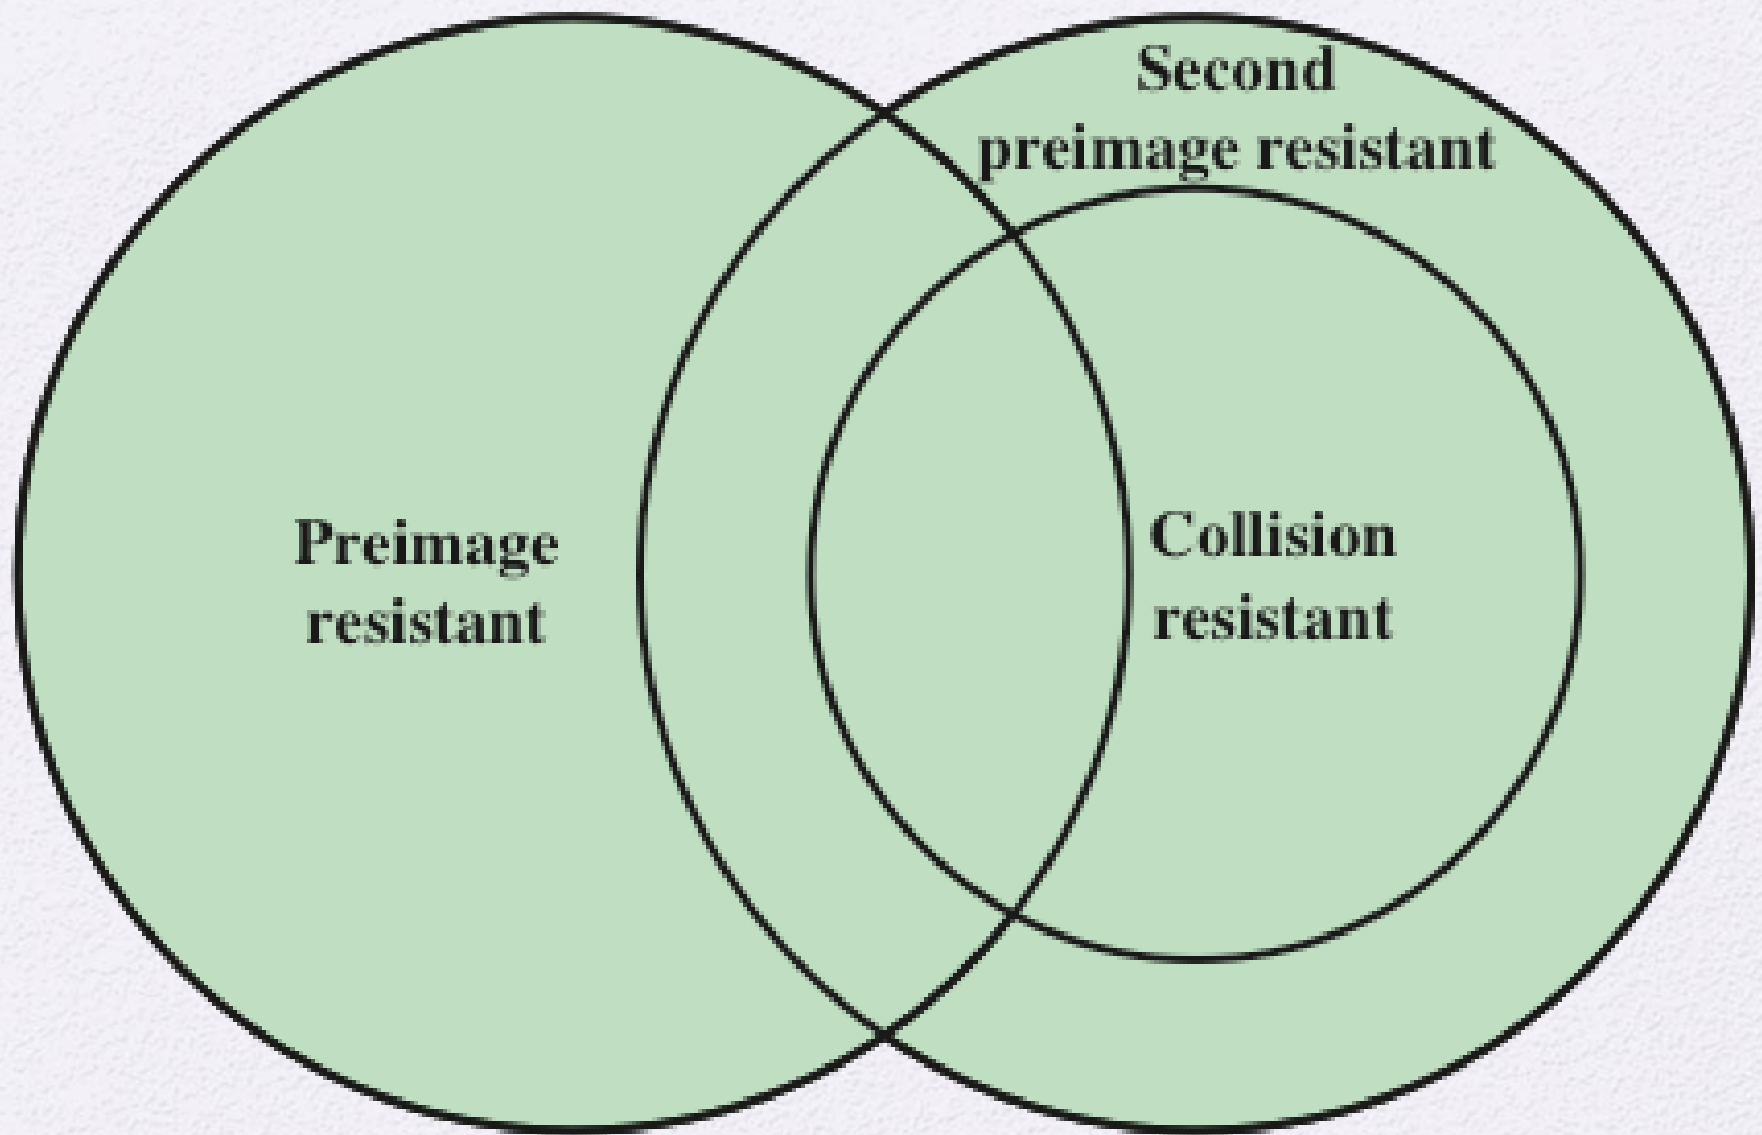 Second
preimage resistant
Preimage
resistant
Collision
resistant